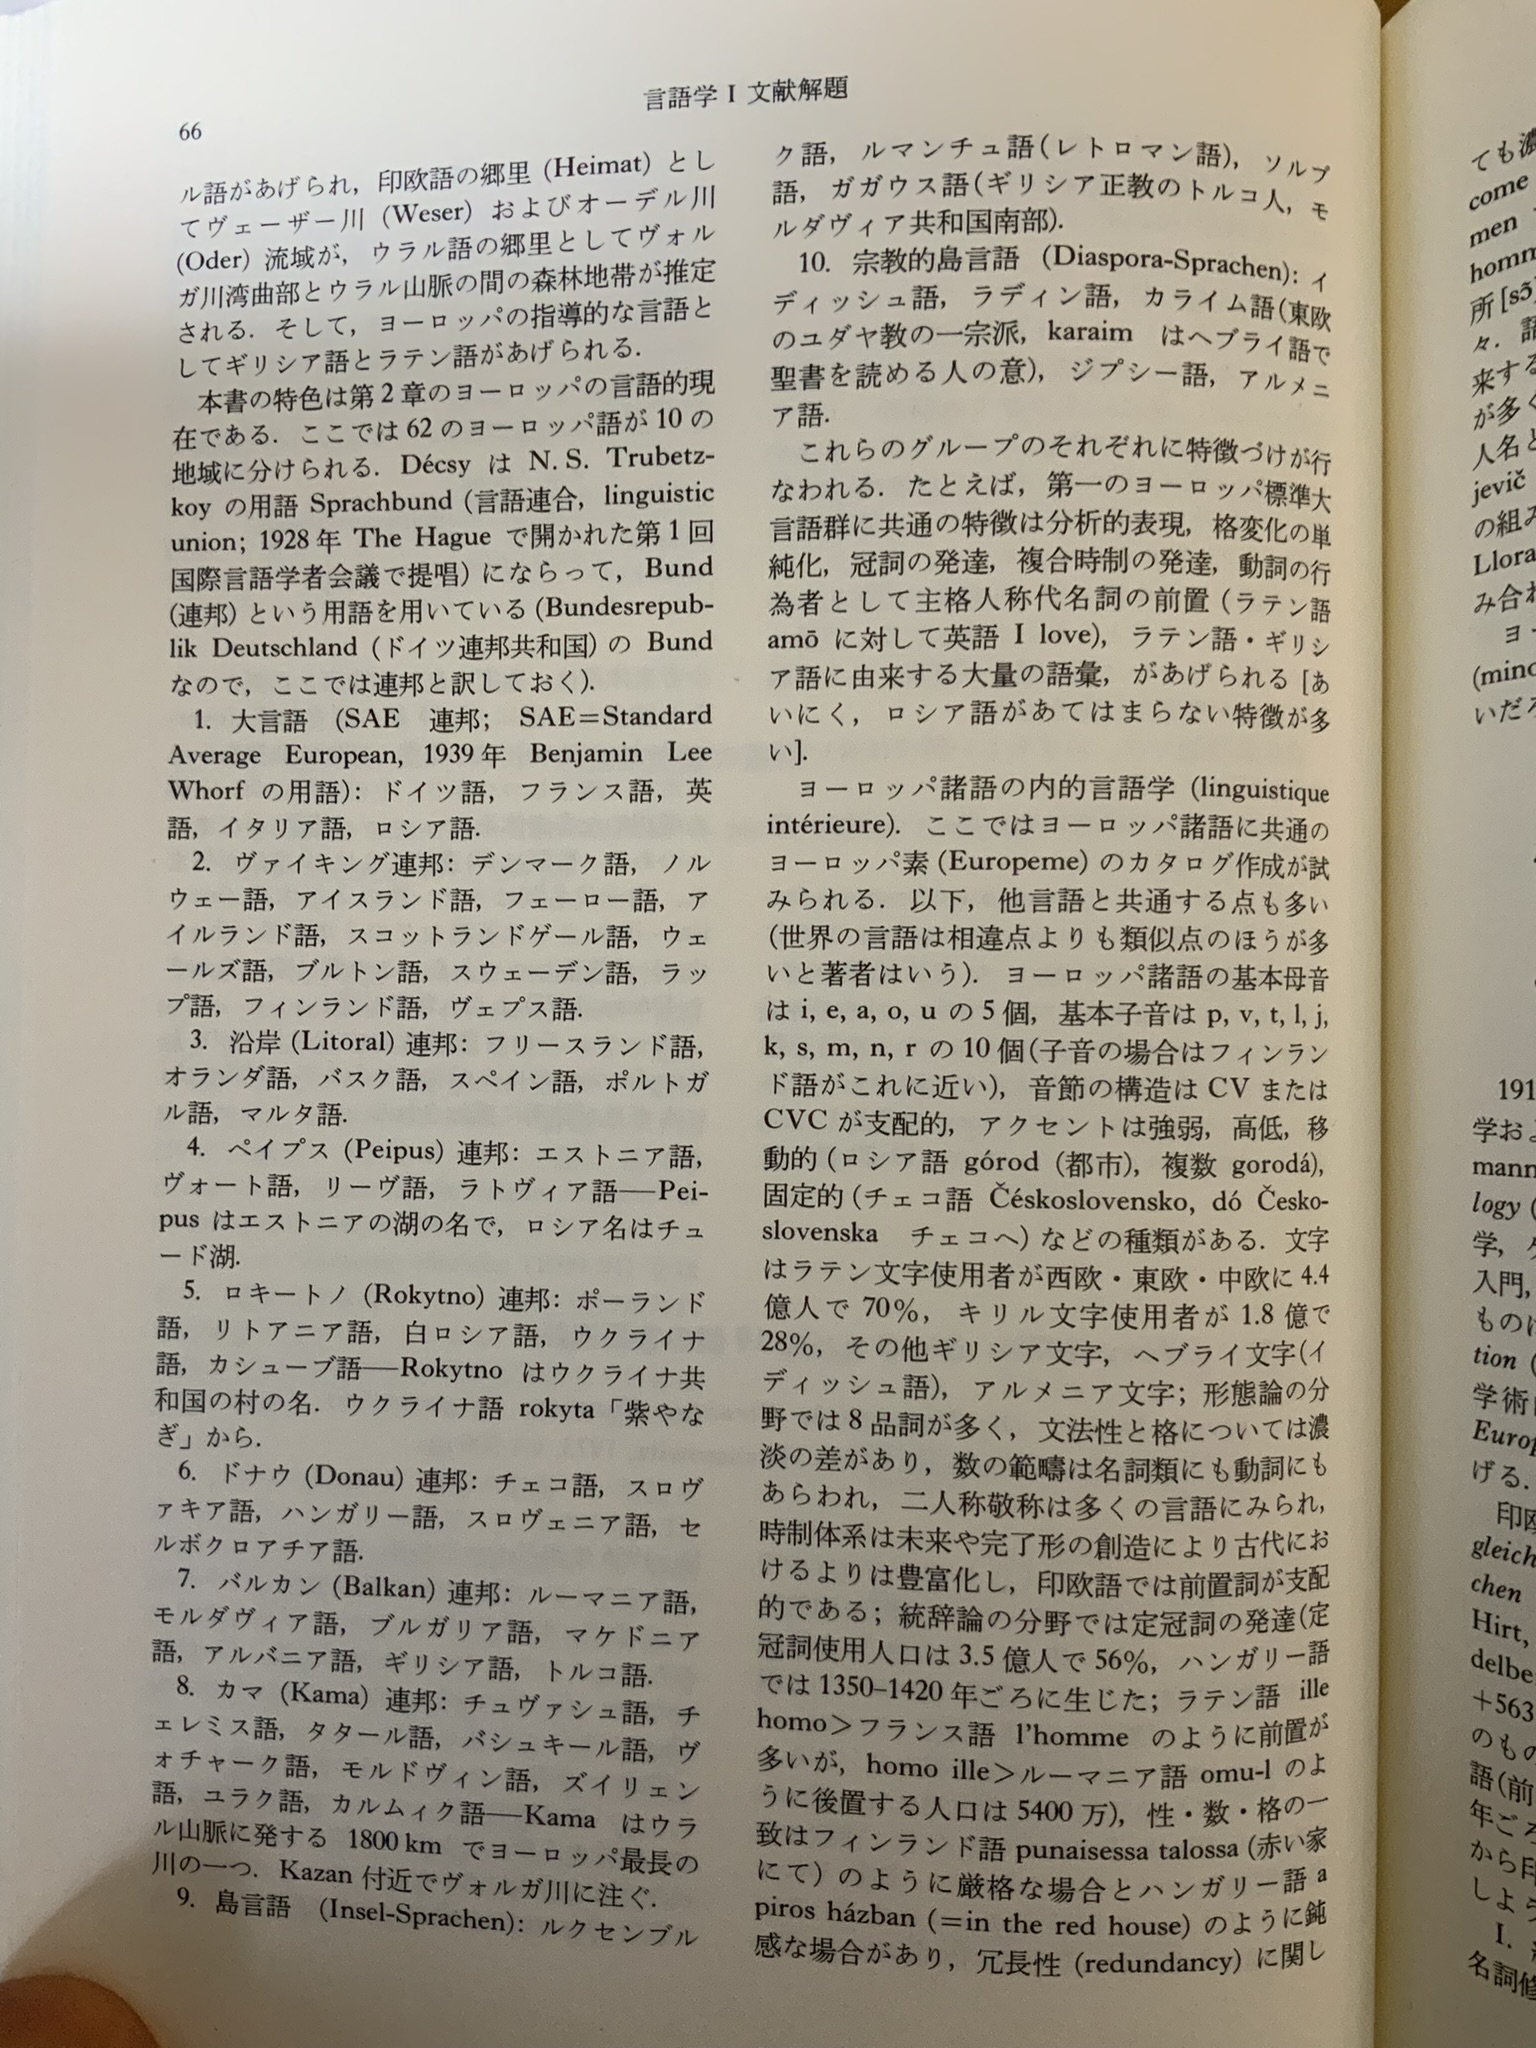 言語学 I 文献解題
66
ル語があげられ，印欧語の郷里 (Heimat) とし
てヴェーザー川 (Weser) およびオーデル川
(Oder) 流域が，ウラル語の郷里としてヴォル
ガ川湾曲部とウラル山脈の間の森林地帯が推定
される．そして，ヨーロッパの指導的な言語と
してギリシア語とラテン語があげられる．
本書の特色は第2章のヨーロッパの言語的現
在である．ここでは62のヨーロッパ語が10の
地域に分けられる．Décsy は N. S. Trubetz-
koy の用語 Sprachbund (言語連合，linguistic
union; 1928年 The Hague で開かれた第1回
国際言語学者会議で提唱) にならって，Bund
(連邦) という用語を用いている (Bundesrepub-
lik Deutschland (ドイツ連邦共和国) の Bund
なので，ここでは連邦と訳しておく).
1. 大言語 (SAE 連邦; SAE=Standard
Average European, 1939年 Benjamin Lee
Whorf の用語): ドイツ語，フランス語，英
語，イタリア語，ロシア語.
2. ヴァイキング連邦: デンマーク語，ノル
ウェー語，アイスランド語，フェーロー語，ア
イルランド語，スコットランドゲール語，ウェ
ールズ語，ブルトン語，スウェーデン語，ラッ
プ語，フィンランド語，ヴェプス語.
3. 沿岸 (Litoral) 連邦: フリースランド語，
オランダ語，バスク語，スペイン語，ポルトガ
ル語，マルタ語.
4. ペイプス (Peipus) 連邦: エストニア語，
ヴォート語，リーヴ語，ラトヴィア語──Pei-
pus はエストニアの湖の名で，ロシア名はチュ
ード湖.
5. ロキートノ (Rokytno) 連邦: ポーランド
語，リトアニア語，白ロシア語，ウクライナ
語，カシューブ語──Rokytno はウクライナ共
和国の村の名．ウクライナ語 rokyta「紫やな
ぎ」から.
6. ドナウ (Donau) 連邦: チェコ語，スロヴ
ァキア語，ハンガリー語，スロヴェニア語，セ
ルボクロアチア語.
7. バルカン (Balkan) 連邦: ルーマニア語，
モルダヴィア語，ブルガリア語，マケドニア
語，アルバニア語，ギリシア語，トルコ語.
8. カマ (Kama) 連邦: チュヴァシュ語，チ
ェレミス語，タタール語，バシュキール語，ヴ
ォチャーク語，モルドヴィン語，ズイリェン
語，ユラク語，カルムィク語──Kama はウラ
ル山脈に発する 1800 km でヨーロッパ最長の
川の一つ．Kazan 付近でヴォルガ川に注ぐ.
9. 島言語 (Insel-Sprachen): ルクセンブル
ク語，ルマンチュ語(レトロマン語)，ソルブ
語，ガガウス語(ギリシア正教のトルコ人，モ
ルダヴィア共和国南部).
10. 宗教的島言語 (Diaspora-Sprachen): イ
ディッシュ語，ラディン語，カライム語(東欧
のユダヤ教の一宗派，karaim はヘブライ語で
聖書を読める人の意)，ジプシー語，アルメニ
ア語.
これらのグループのそれぞれに特徴づけが行
なわれる．たとえば，第一のヨーロッパ標準大
言語群に共通の特徴は分析的表現，格変化の単
純化，冠詞の発達，複合時制の発達，動詞の行
為者として主格人称代名詞の前置 (ラテン語
amō に対して英語 I love)，ラテン語・ギリシ
ア語に由来する大量の語彙，があげられる [あ
いにく，ロシア語があてはまらない特徴が多
い].
ヨーロッパ諸語の内的言語学 (linguistique
intérieure). ここではヨーロッパ諸語に共通の
ヨーロッパ素 (Europeme) のカタログ作成が試
みられる．以下，他言語と共通する点も多い
(世界の言語は相違点よりも類似点のほうが多
いと著者はいう)．ヨーロッパ諸語の基本母音
は i, e, a, o, u の5個，基本子音は p, v, t, l, j,
k, s, m, n, r の10個(子音の場合はフィンラン
ド語がこれに近い)，音節の構造は CV または
CVC が支配的，アクセントは強弱，高低，移
動的 (ロシア語 górod (都市)，複数 gorodá),
固定的 (チェコ語 Čéskoslovensko, dó Česko-
slovenska チェコへ) などの種類がある．文字
はラテン文字使用者が西欧・東欧・中欧に 4.4
億人で 70%，キリル文字使用者が 1.8 億で
28%，その他ギリシア文字，ヘブライ文字(イ
ディッシュ語)，アルメニア文字; 形態論の分
野では8品詞が多く，文法性と格については濃
淡の差があり，数の範疇は名詞類にも動詞にも
あらわれ，二人称敬称は多くの言語にみられ，
時制体系は未来や完了形の創造により古代にお
けるよりは豊富化し，印欧語では前置詞が支配
的である; 統辞論の分野では定冠詞の発達(定
冠詞使用人口は 3.5 億人で 56%，ハンガリー語
では 1350–1420 年ごろに生じた; ラテン語 ille
homo＞フランス語 l'homme のように前置が
多いが，homo ille＞ルーマニア語 omu-l のよ
うに後置する人口は 5400 万)，性・数・格の一
致はフィンランド語 punaisessa talossa (赤い家
にて) のように厳格な場合とハンガリー語 a
piros házban (=in the red house) のように鈍
感な場合があり，冗長性 (redundancy) に関し
ても濃
come
men
homm
所 [sɔ̃]
々．語
来する
が多く
人名と
jevič
の組み
Llora
み合わ
ヨー
(mino
いだろ
191
学およ
mann
logy (
学，
入門，
ものに
tion (
学術
Europ
げる．
印欧
gleich
chen
Hirt,
delbe
+563
のもの
語(前
年ごろ
から印
しよう
I.
名詞修